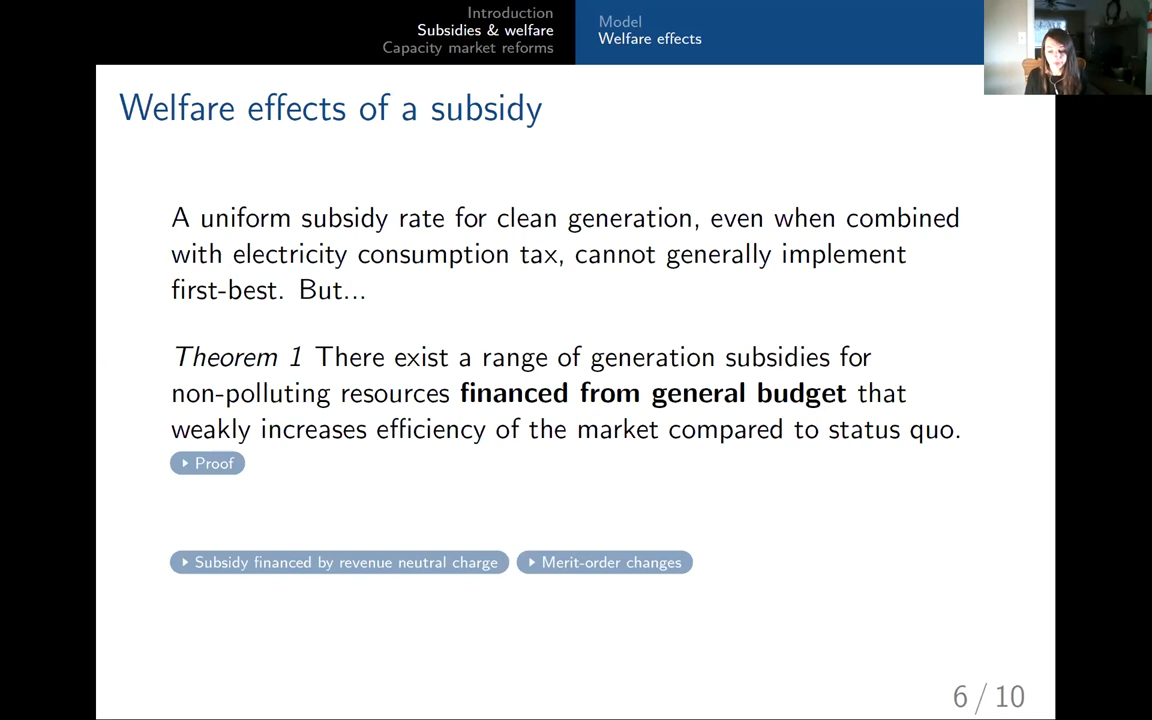 Introduction
Subsidies & welfare
Capacity market reforms
Model
Welfare effects
Welfare effects of a subsidy
A uniform subsidy rate for clean generation, even when combined
with electricity consumption tax, cannot generally implement
first-best. But...
Theorem 1 There exist a range of generation subsidies for
non-polluting resources financed from general budget that
weakly increases efficiency of the market compared to status quo.
Proof
Subsidy financed by revenue neutral charge
Merit-order changes
6 / 10